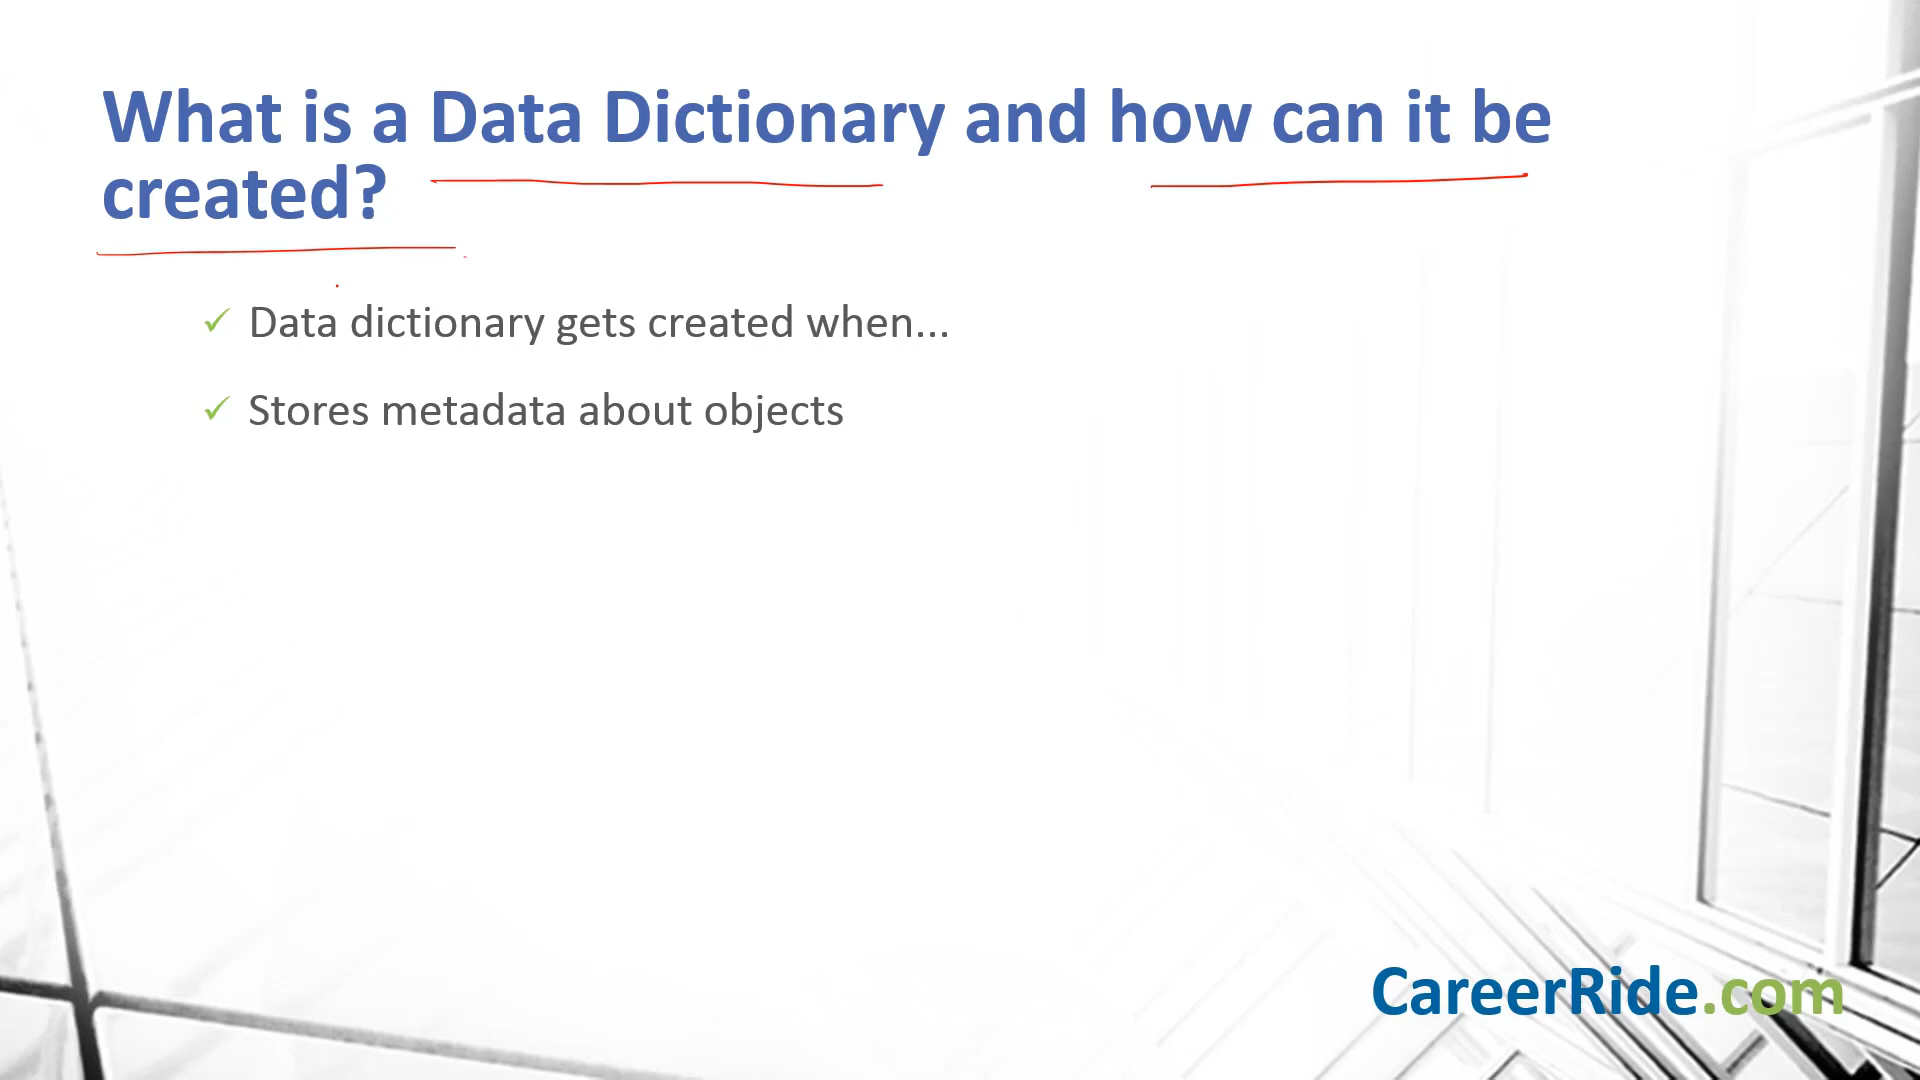 What is a Data Dictionary and how can it be
created?
✓ Data dictionary gets created when...
✓ Stores metadata about objects
CareerRide.com